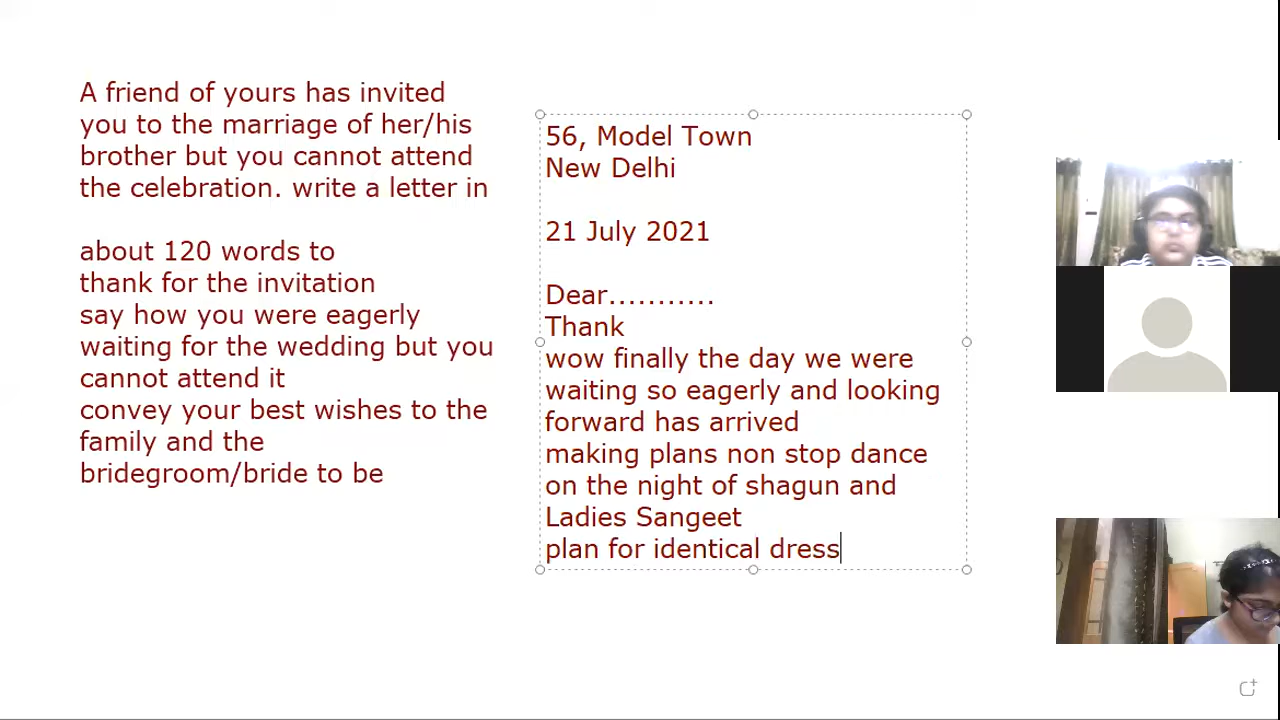 A friend of yours has invited
you to the marriage of her/his
brother but you cannot attend
the celebration. write a letter in
about 120 words to
thank for the invitation
say how you were eagerly
waiting for the wedding but you
cannot attend it
convey your best wishes to the
family and the
bridegroom/bride to be
56, Model Town
New Delhi
21 July 2021
Dear...........
Thank
wow finally the day we were
waiting so eagerly and looking
forward has arrived
making plans non stop dance
on the night of shagun and
Ladies Sangeet
plan for identical dress